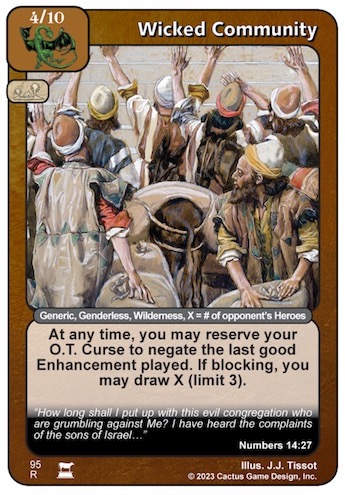 4/10
Wicked Community
Generic, Genderless, Wilderness, X = # of opponent's Heroes
At any time, you may reserve your
O.T. Curse to negate the last good
Enhancement played. If blocking, you
may draw X (limit 3).
"How long shall I put up with this evil congregation who
are grumbling against Me? I have heard the complaints
of the sons of Israel…"
Numbers 14:27
95
R
Illus. J.J. Tissot
© 2023 Cactus Game Design, Inc.